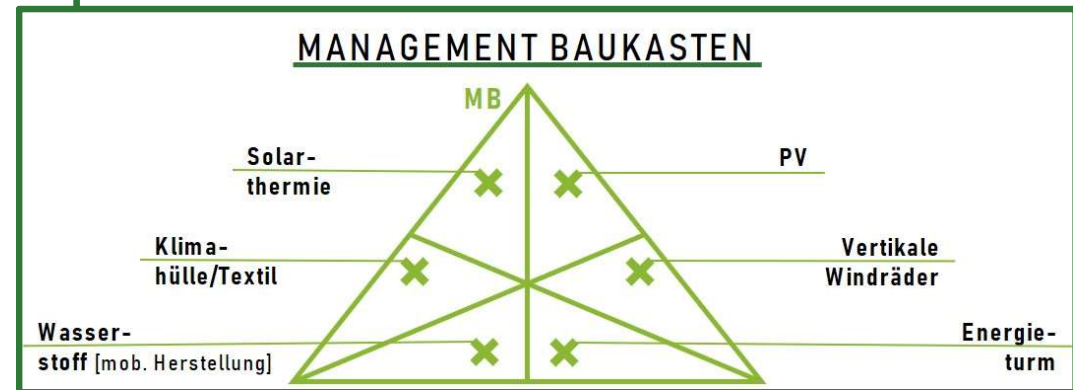 MANAGEMENT BAUKASTEN
MB
Solar-
thermie
PV
Klima-
hülle/Textil
Vertikale
Windräder
Wasser-
stoff [mob. Herstellung]
Energie-
turm